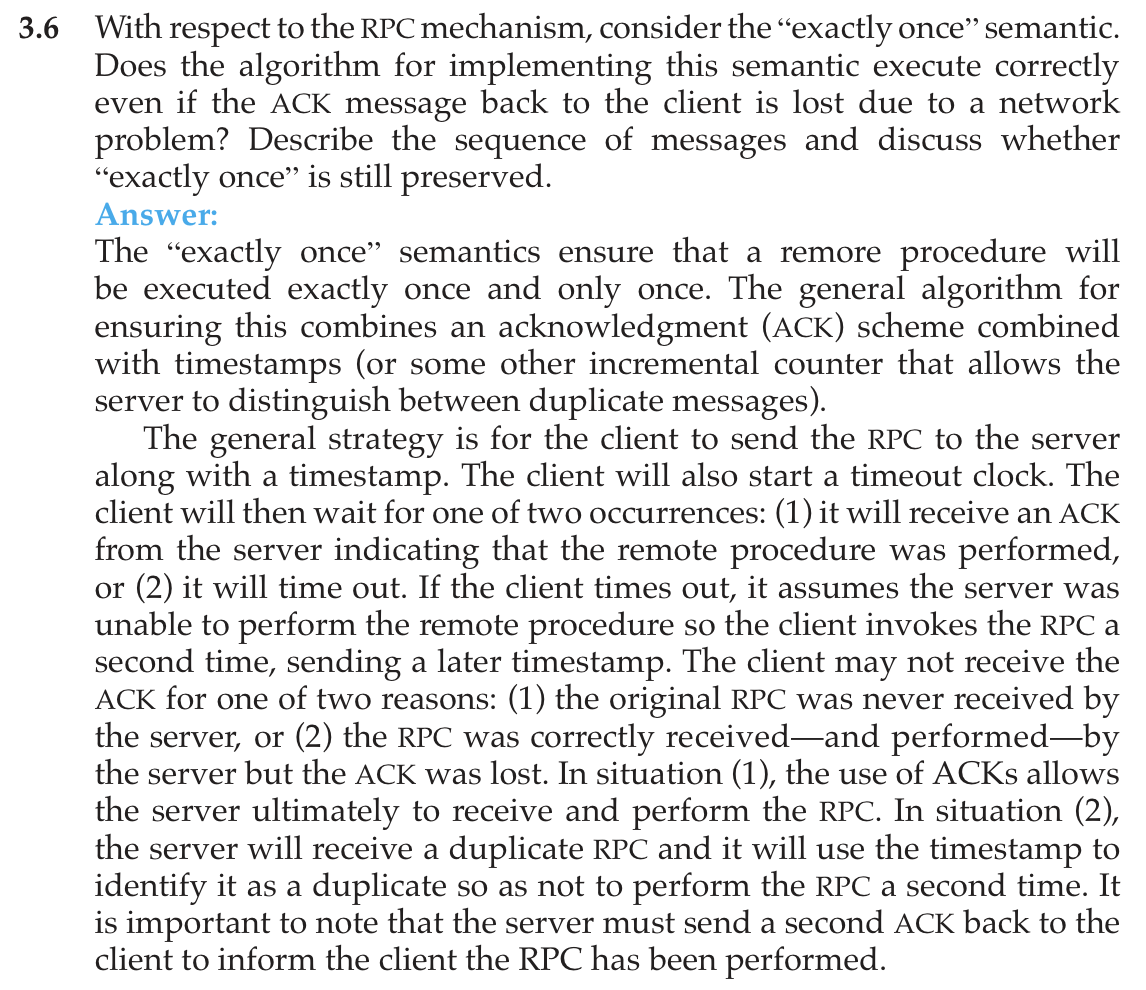 3.6 With respect to the RPC mechanism, consider the “exactly once” semantic.
Does the algorithm for implementing this semantic execute correctly
even if the ACK message back to the client is lost due to a network
problem? Describe the sequence of messages and discuss whether
“exactly once” is still preserved.
Answer:
The “exactly once” semantics ensure that a remore procedure will
be executed exactly once and only once. The general algorithm for
ensuring this combines an acknowledgment (ACK) scheme combined
with timestamps (or some other incremental counter that allows the
server to distinguish between duplicate messages).
The general strategy is for the client to send the RPC to the server
along with a timestamp. The client will also start a timeout clock. The
client will then wait for one of two occurrences: (1) it will receive an ACK
from the server indicating that the remote procedure was performed,
or (2) it will time out. If the client times out, it assumes the server was
unable to perform the remote procedure so the client invokes the RPC a
second time, sending a later timestamp. The client may not receive the
ACK for one of two reasons: (1) the original RPC was never received by
the server, or (2) the RPC was correctly received—and performed—by
the server but the ACK was lost. In situation (1), the use of ACKs allows
the server ultimately to receive and perform the RPC. In situation (2),
the server will receive a duplicate RPC and it will use the timestamp to
identify it as a duplicate so as not to perform the RPC a second time. It
is important to note that the server must send a second ACK back to the
client to inform the client the RPC has been performed.